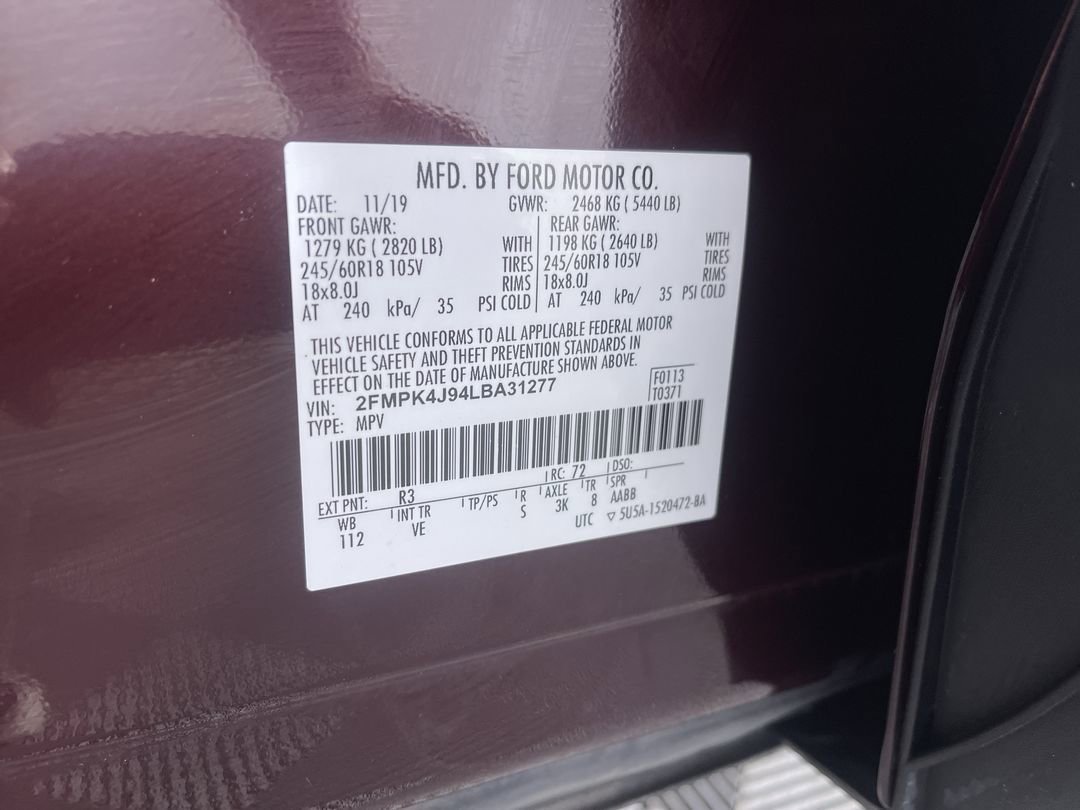 MFD. BY FORD MOTOR CO.
DATE: 11/19 GVWR: 2468 KG ( 5440 LB)
FRONT GAWR: REAR GAWR:
1279 KG ( 2820 LB) WITH 1198 KG ( 2640 LB) WITH
245/60R18 105V TIRES 245/60R18 105V TIRES
18x8.0J RIMS 18x8.0J RIMS
AT 240 kPa/ 35 PSI COLD AT 240 kPa/ 35 PSI COLD
THIS VEHICLE CONFORMS TO ALL APPLICABLE FEDERAL MOTOR
VEHICLE SAFETY AND THEFT PREVENTION STANDARDS IN
EFFECT ON THE DATE OF MANUFACTURE SHOWN ABOVE.
VIN: 2FMPK4J94LBA31277 F0113
TYPE: MPV T0371
EXT PNT: R3 RC: 72 DSO:
WB INT TR TP/PS R AXLE TR SPR
112 VE S 3K 8 AABB
UTC ▽ 5U5A-1520472-BA